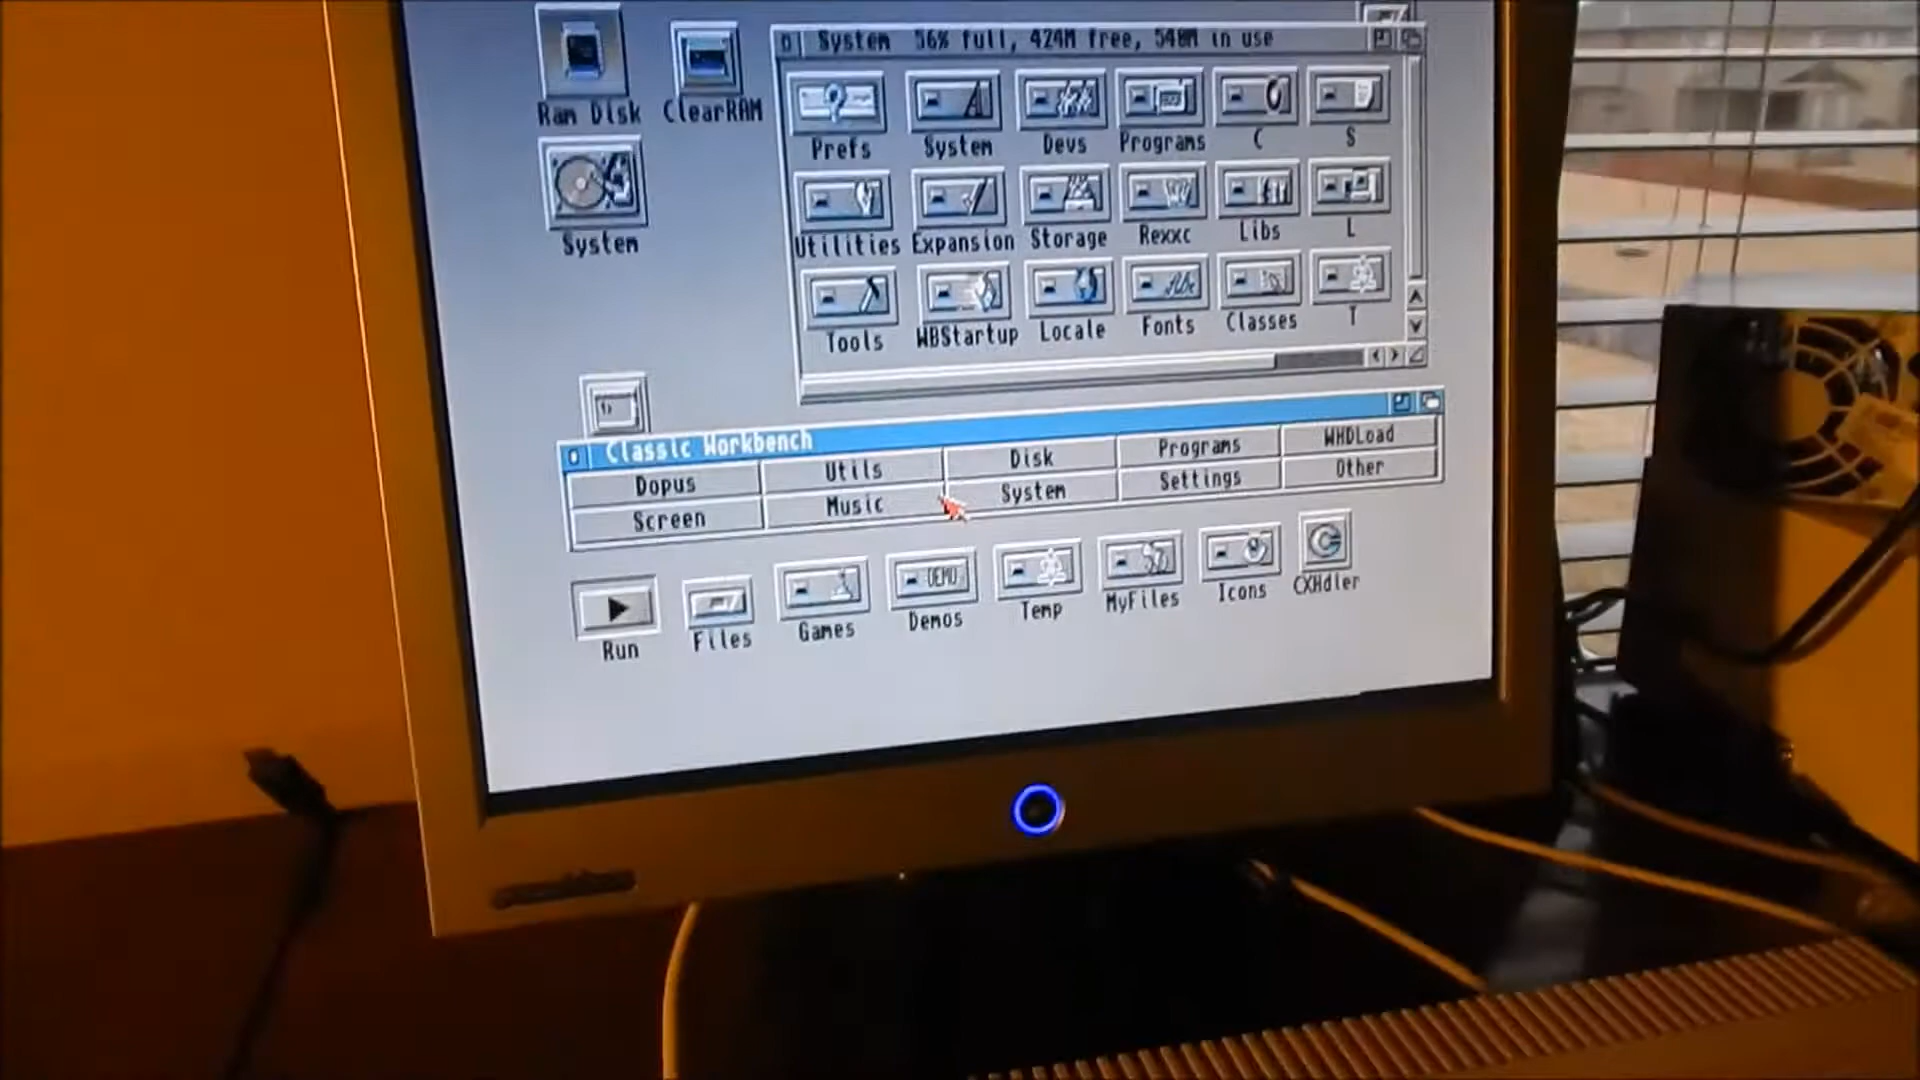 System 56% full, 424M free, 548M in use
Ram Disk ClearRAM
Prefs System Devs Programs C S
System
Utilities Expansion Storage Rexxc Libs L
Tools WBStartup Locale Fonts Classes T
Classic Workbench
Dopus Utils Disk Programs WHDLoad
Screen Music System Settings Other
DEMO
Run Files Games Demos Temp MyFiles Icons CXHdler